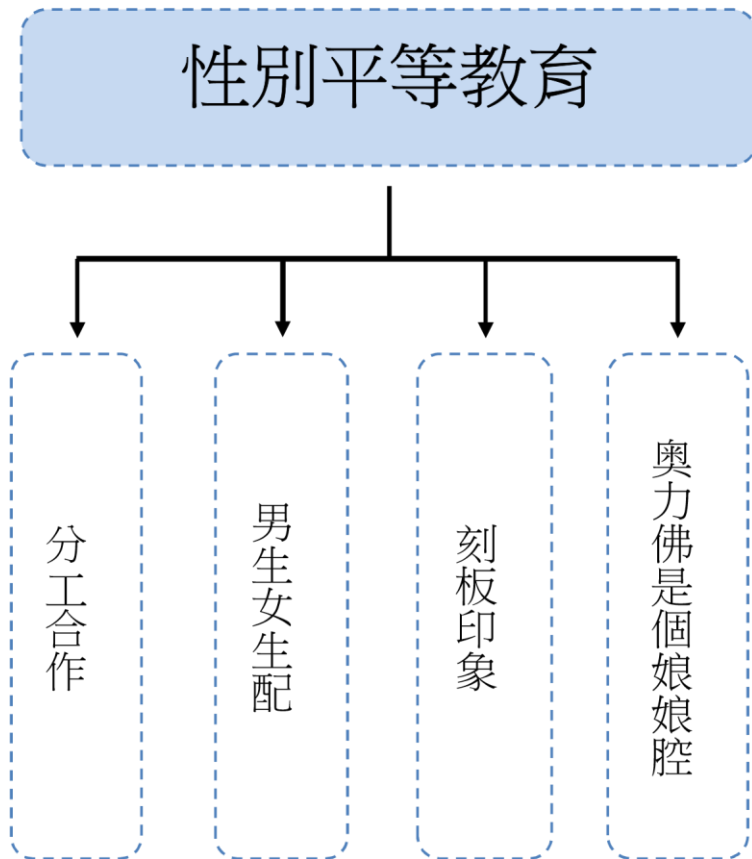 性別平等教育
分工合作
男生女生配
刻板印象
奧力佛是個娘娘腔